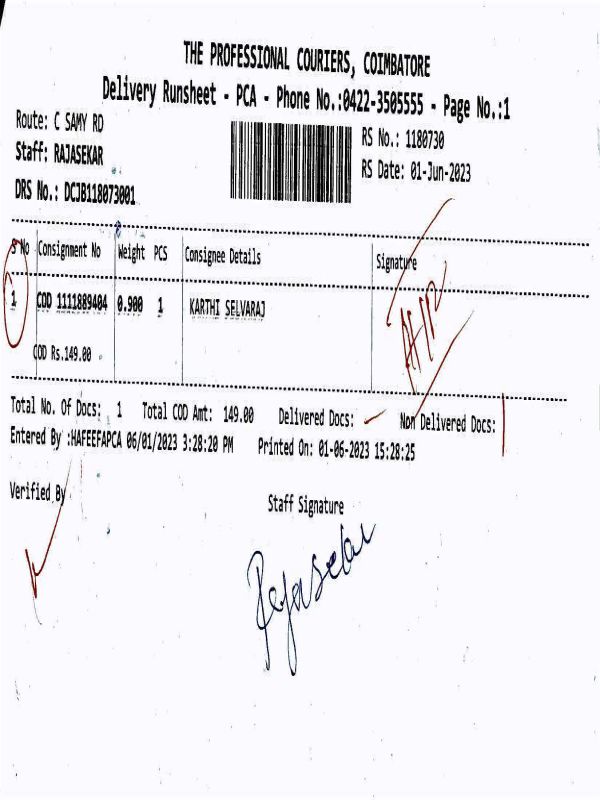 THE PROFESSIONAL COURIERS, COIMBATORE
Delivery Runsheet - PCA - Phone No.:0422-3505555 - Page No.:1
Route: C SAMY RD
RS No.: 1180730
Staff: RAJASEKAR
RS Date: 01-Jun-2023
DRS No.: DCJB118073001
S No Consignment No Weight PCS Consignee Details Signature
1 COD 1111889404 0.900 1 KARTHI SELVARAJ
COD Rs.149.00
Total No. Of Docs: 1 Total COD Amt: 149.00 Delivered Docs: - Non Delivered Docs: 1
Entered By :HAFEEFAPCA 06/01/2023 3:28:20 PM Printed On: 01-06-2023 15:28:25
Verified By
Staff Signature
Rajasekar